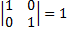 |1 0|
|0 1| = 1